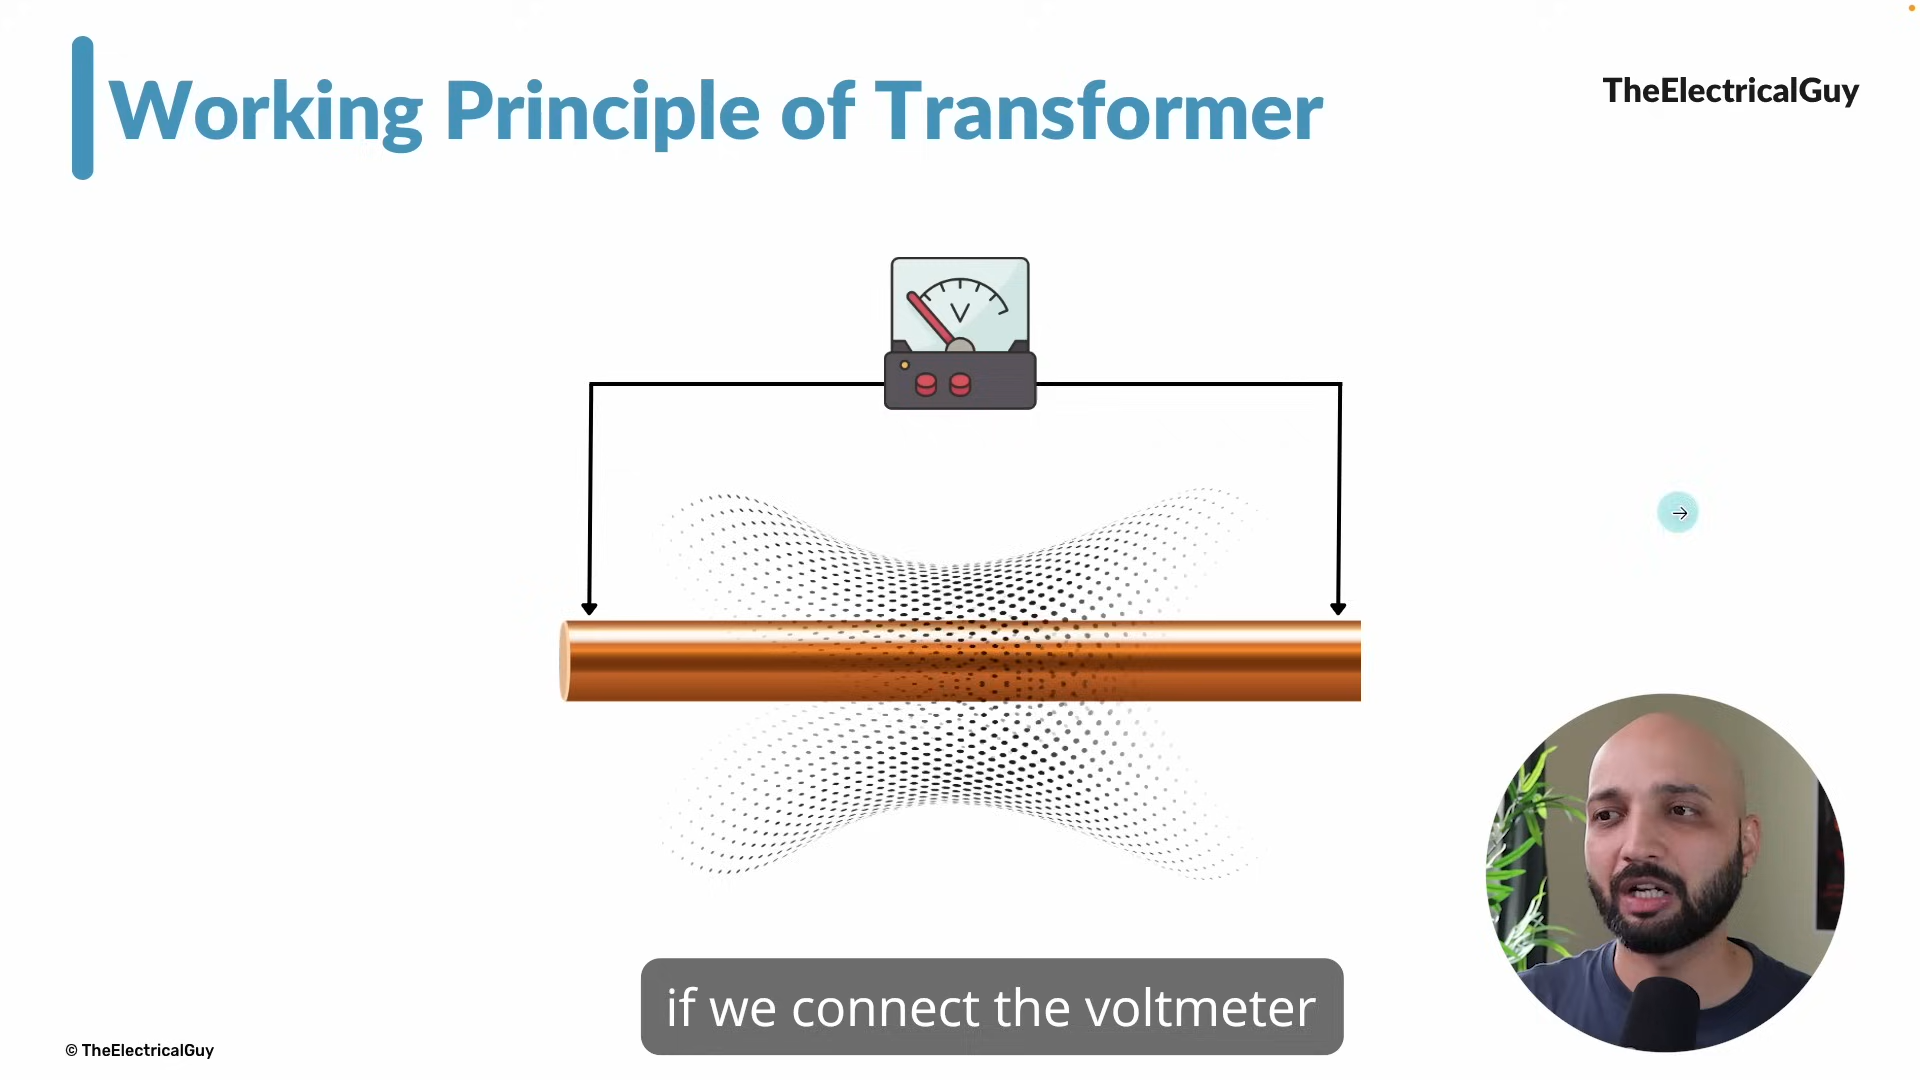 Working Principle of Transformer
TheElectricalGuy
V
if we connect the voltmeter
© TheElectricalGuy